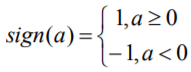 sign(a) = { 1, a ≥ 0
−1, a < 0